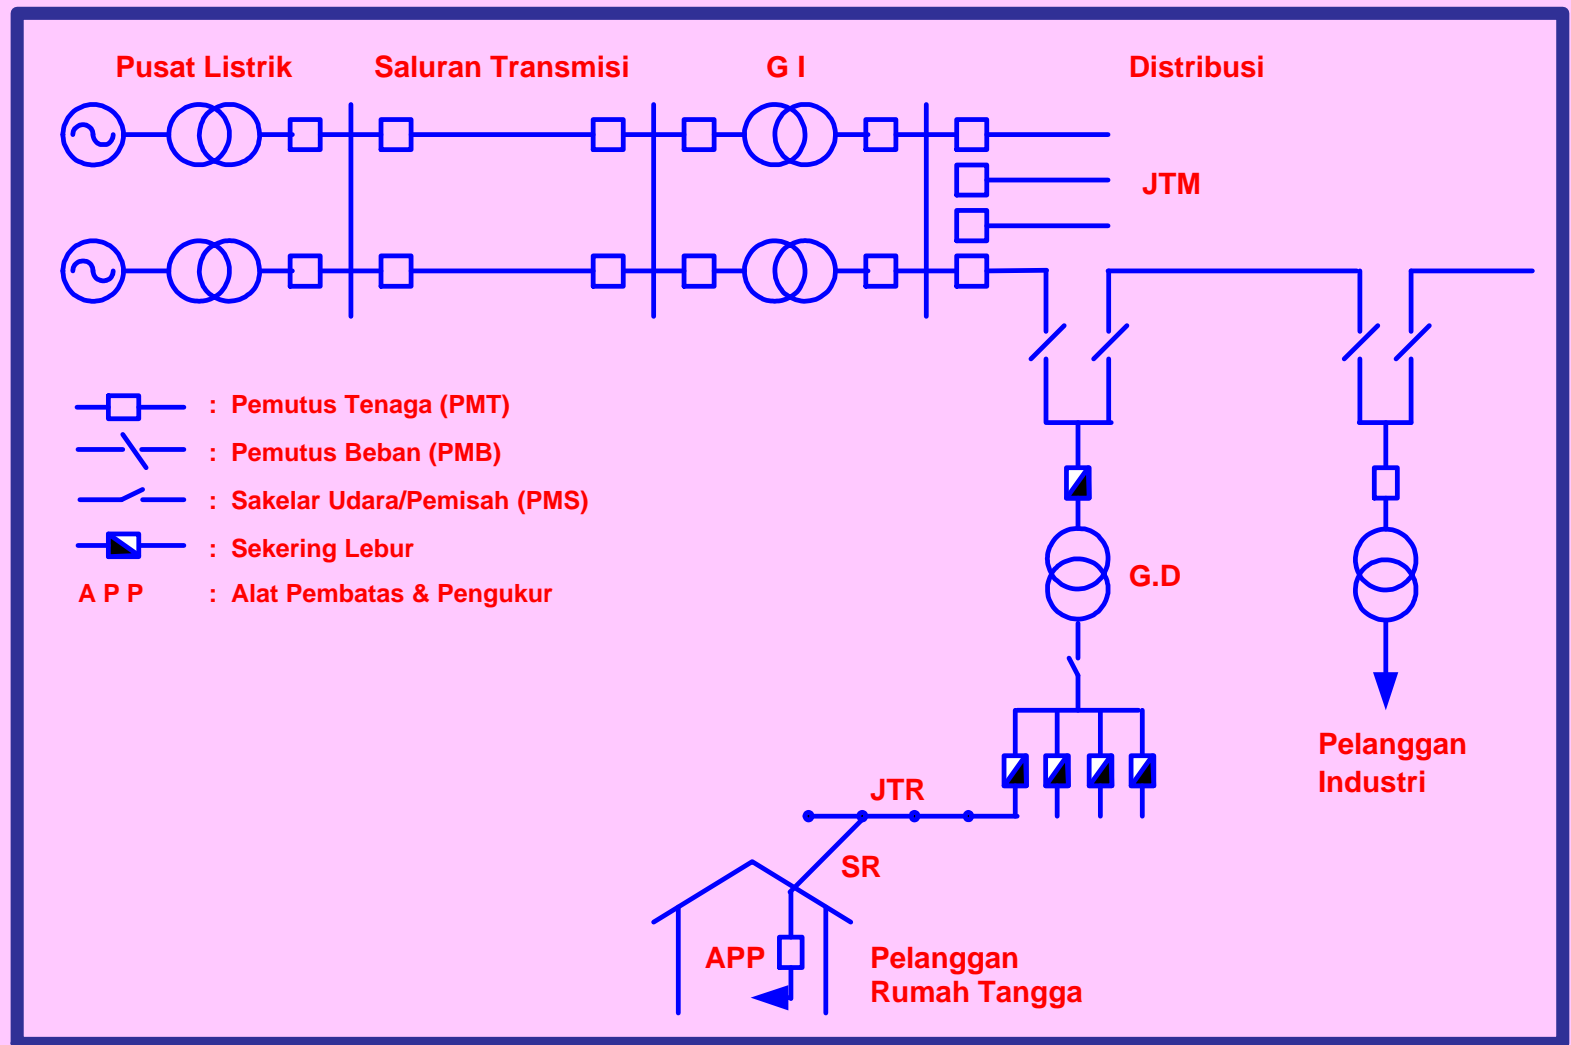 Pusat Listrik
Saluran Transmisi
G I
Distribusi
JTM
: Pemutus Tenaga (PMT)
: Pemutus Beban (PMB)
: Sakelar Udara/Pemisah (PMS)
: Sekering Lebur
A P P : Alat Pembatas & Pengukur
G.D
Pelanggan
Industri
JTR
SR
APP
Pelanggan
Rumah Tangga